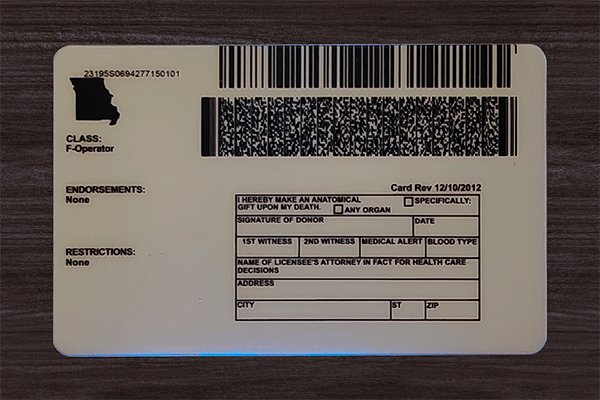 23195S0694277150101
CLASS:
F-Operator
ENDORSEMENTS:
None
RESTRICTIONS:
None
Card Rev 12/10/2012
I HEREBY MAKE AN ANATOMICAL
GIFT UPON MY DEATH.
ANY ORGAN
SPECIFICALLY:
SIGNATURE OF DONOR
DATE
1ST WITNESS
2ND WITNESS
MEDICAL ALERT
BLOOD TYPE
NAME OF LICENSEE'S ATTORNEY IN FACT FOR HEALTH CARE
DECISIONS
ADDRESS
CITY
ST
ZIP